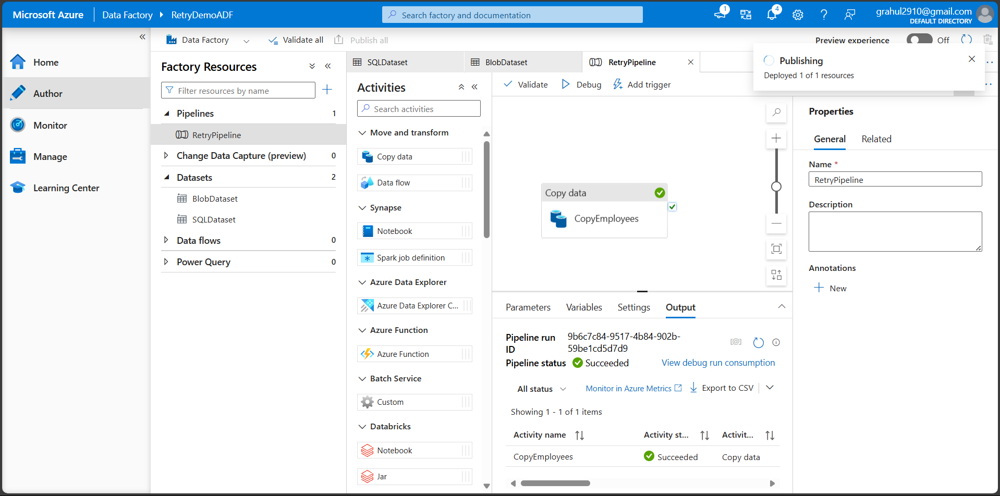 Microsoft Azure
Data Factory
RetryDemoADF
Search factory and documentation
1
4
grahul2910@gmail.com
DEFAULT DIRECTORY
Data Factory
Validate all
Publish all
Preview experience
Off
Publishing
Deployed 1 of 1 resources
Home
Author
Monitor
Manage
Learning Center
Factory Resources
Filter resources by name
Pipelines
1
RetryPipeline
Change Data Capture (preview)
0
Datasets
2
BlobDataset
SQLDataset
Data flows
0
Power Query
0
SQLDataset
BlobDataset
RetryPipeline
Activities
Search activities
Move and transform
Copy data
Data flow
Synapse
Notebook
Spark job definition
Azure Data Explorer
Azure Data Explorer C...
Azure Function
Azure Function
Batch Service
Custom
Databricks
Notebook
Jar
Validate
Debug
Add trigger
Copy data
CopyEmployees
Parameters
Variables
Settings
Output
Pipeline run ID
9b6c7c84-9517-4b84-902b-
59be1cd5d7d9
Pipeline status
Succeeded
View debug run consumption
All status
Monitor in Azure Metrics
Export to CSV
Showing 1 - 1 of 1 items
Activity name
Activity st...
Activit...
CopyEmployees
Succeeded
Copy data
Properties
General
Related
Name *
RetryPipeline
Description
Annotations
New